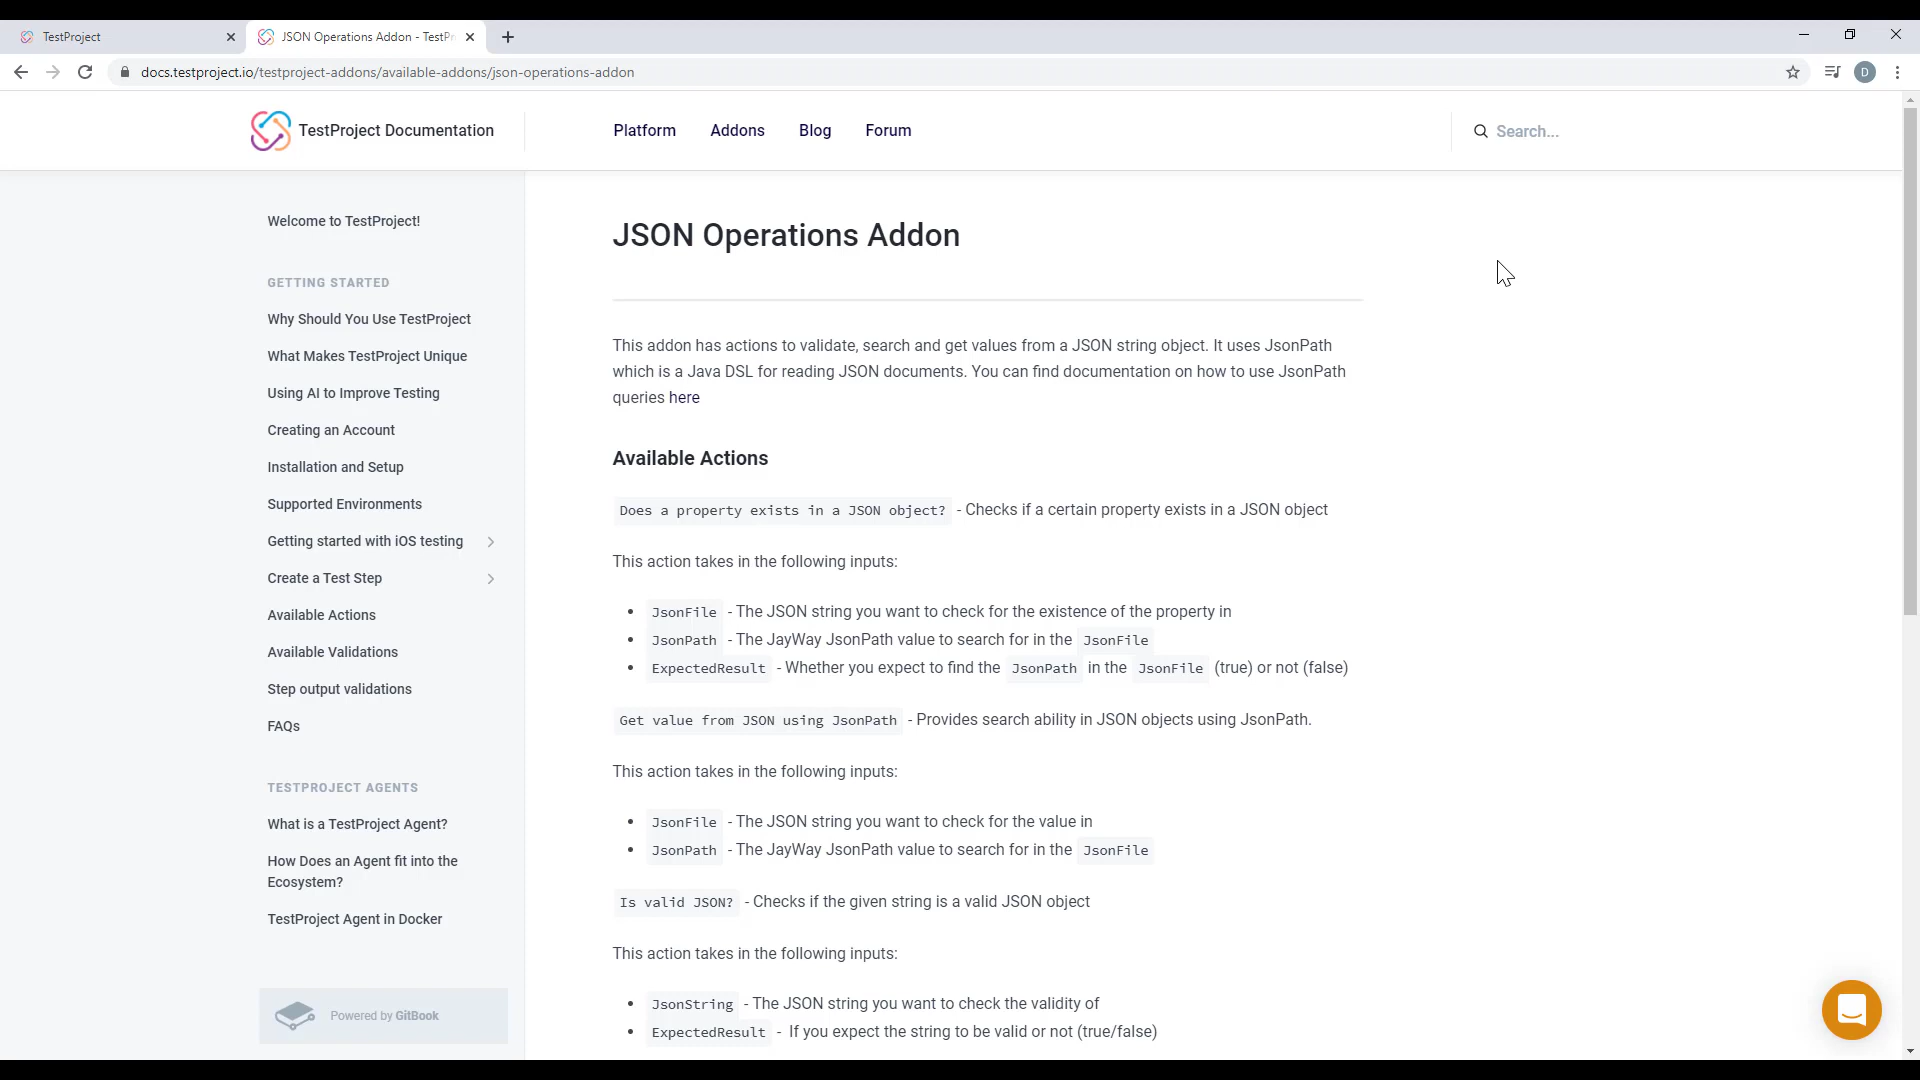 TestProject
JSON Operations Addon - TestPr
docs.testproject.io/testproject-addons/available-addons/json-operations-addon
D
TestProject Documentation
Platform
Addons
Blog
Forum
Search...
Welcome to TestProject!
GETTING STARTED
Why Should You Use TestProject
What Makes TestProject Unique
Using AI to Improve Testing
Creating an Account
Installation and Setup
Supported Environments
Getting started with iOS testing
Create a Test Step
Available Actions
Available Validations
Step output validations
FAQs
TESTPROJECT AGENTS
What is a TestProject Agent?
How Does an Agent fit into the
Ecosystem?
TestProject Agent in Docker
Powered by GitBook
JSON Operations Addon
This addon has actions to validate, search and get values from a JSON string object. It uses JsonPath
which is a Java DSL for reading JSON documents. You can find documentation on how to use JsonPath
queries here
Available Actions
Does a property exists in a JSON object? - Checks if a certain property exists in a JSON object
This action takes in the following inputs:
• JsonFile - The JSON string you want to check for the existence of the property in
• JsonPath - The JayWay JsonPath value to search for in the JsonFile
• ExpectedResult - Whether you expect to find the JsonPath in the JsonFile (true) or not (false)
Get value from JSON using JsonPath - Provides search ability in JSON objects using JsonPath.
This action takes in the following inputs:
• JsonFile - The JSON string you want to check for the value in
• JsonPath - The JayWay JsonPath value to search for in the JsonFile
Is valid JSON? - Checks if the given string is a valid JSON object
This action takes in the following inputs:
• JsonString - The JSON string you want to check the validity of
• ExpectedResult - If you expect the string to be valid or not (true/false)